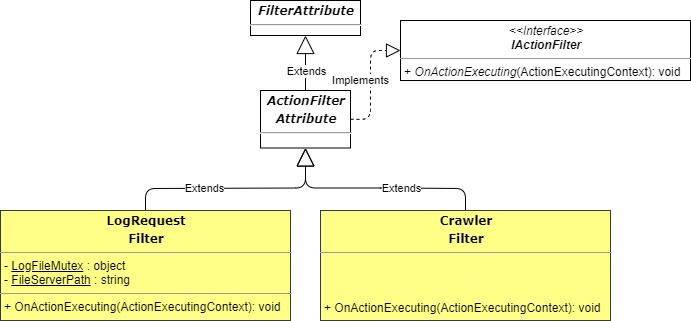 FilterAttribute
<<Interface>>
IActionFilter
+ OnActionExecuting(ActionExecutingContext): void
Extends
Implements
ActionFilter
Attribute
Extends
Extends
LogRequest
Filter
- LogFileMutex : object
- FileServerPath : string
+ OnActionExecuting(ActionExecutingContext): void
Crawler
Filter
+ OnActionExecuting(ActionExecutingContext): void